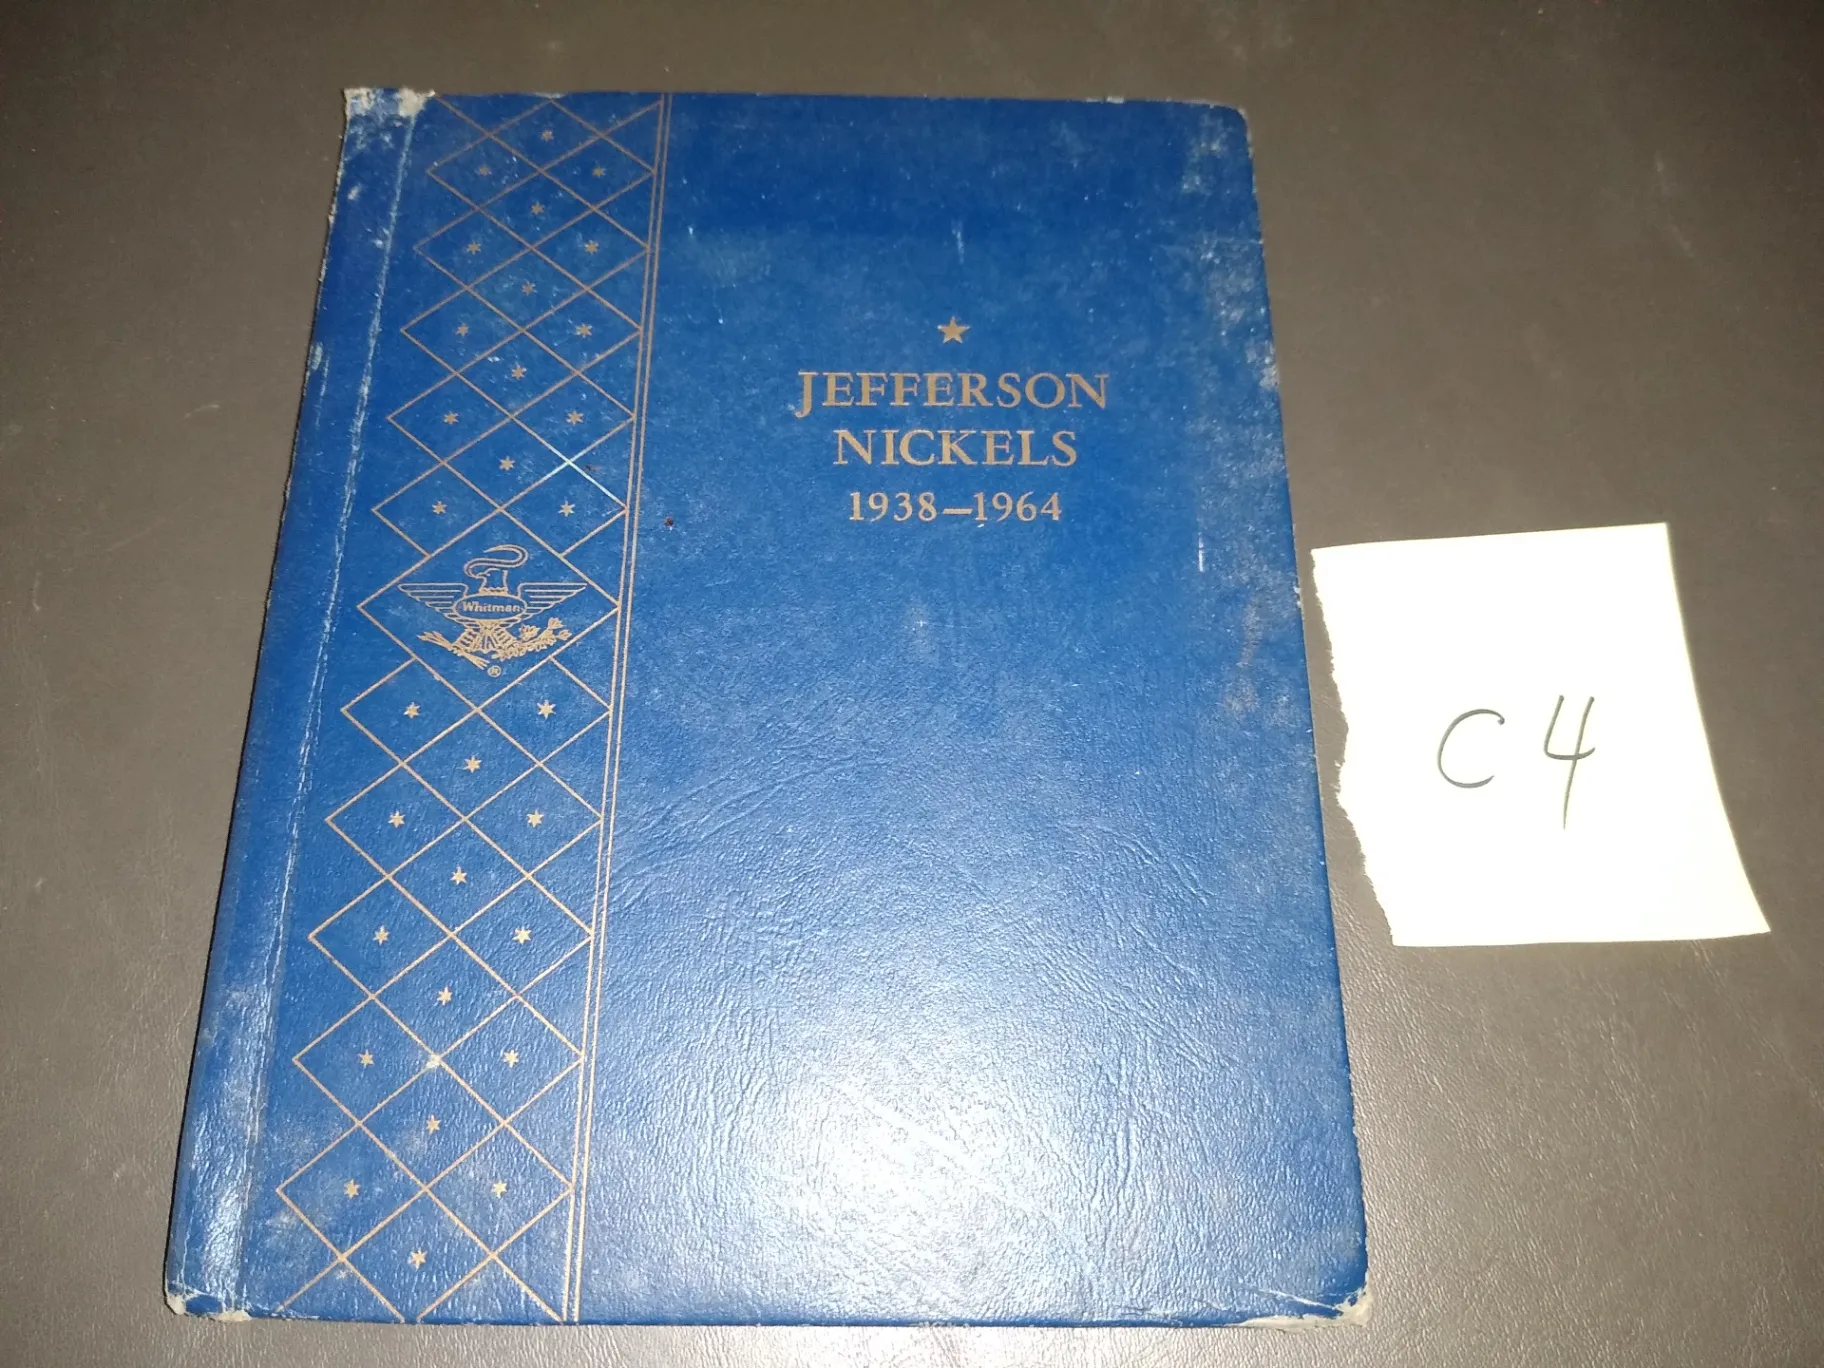 ★
JEFFERSON
NICKELS
1938–1964
Whitman
®
C4